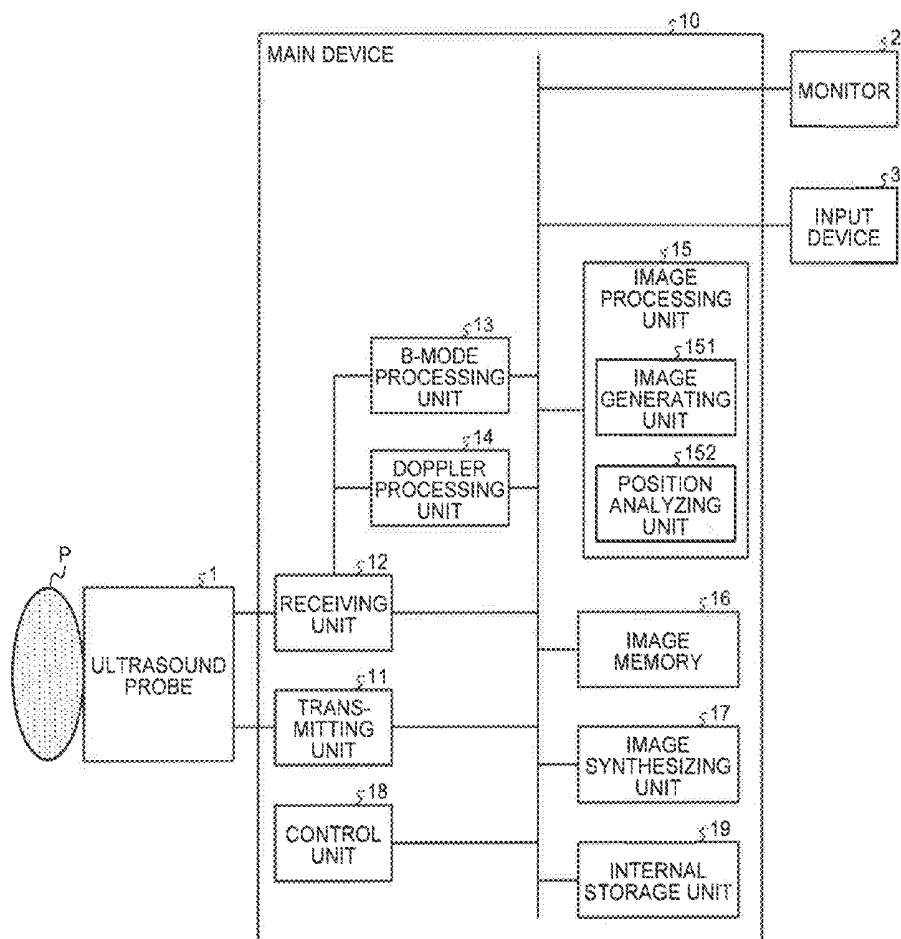 10
MAIN DEVICE
2
MONITOR
3
INPUT
DEVICE
15
IMAGE
PROCESSING
UNIT
151
IMAGE
GENERATING
UNIT
152
POSITION
ANALYZING
UNIT
13
B-MODE
PROCESSING
UNIT
14
DOPPLER
PROCESSING
UNIT
P
1
ULTRASOUND
PROBE
12
RECEIVING
UNIT
11
TRANS-
MITTING
UNIT
18
CONTROL
UNIT
16
IMAGE
MEMORY
17
IMAGE
SYNTHESIZING
UNIT
19
INTERNAL
STORAGE UNIT